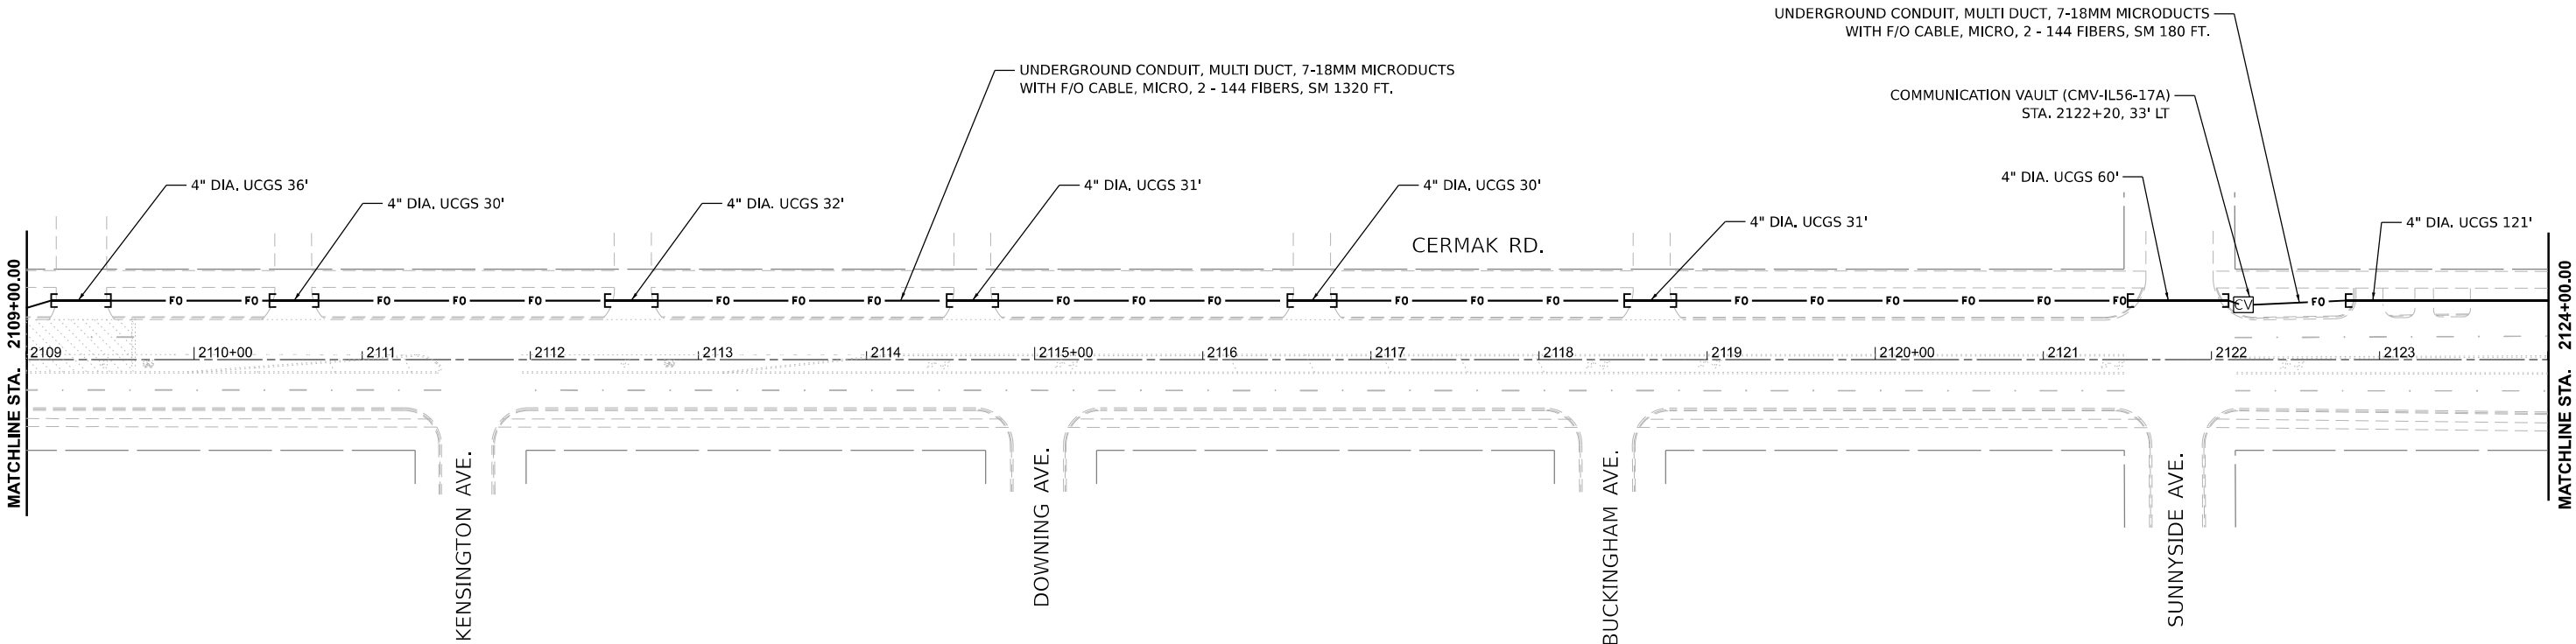 UNDERGROUND CONDUIT, MULTI DUCT, 7-18MM MICRODUCTS
WITH F/O CABLE, MICRO, 2 - 144 FIBERS, SM 180 FT.
UNDERGROUND CONDUIT, MULTI DUCT, 7-18MM MICRODUCTS
WITH F/O CABLE, MICRO, 2 - 144 FIBERS, SM 1320 FT.
COMMUNICATION VAULT (CMV-IL56-17A)
STA. 2122+20, 33' LT
4" DIA. UCGS 36'
4" DIA. UCGS 30'
4" DIA. UCGS 32'
4" DIA. UCGS 31'
4" DIA. UCGS 30'
4" DIA. UCGS 31'
4" DIA. UCGS 60'
4" DIA. UCGS 121'
CERMAK RD.
MATCHLINE STA. 2109+00.00
FO FO FO FO FO FO FO FO FO FO FO FO FO FO FO FO FO FO FO FO FO FO CV FO
2109 2110+00 2111 2112 2113 2114 2115+00 2116 2117 2118 2119 2120+00 2121 2122 2123
MATCHLINE STA. 2124+00.00
KENSINGTON AVE.
DOWNING AVE.
BUCKINGHAM AVE.
SUNNYSIDE AVE.